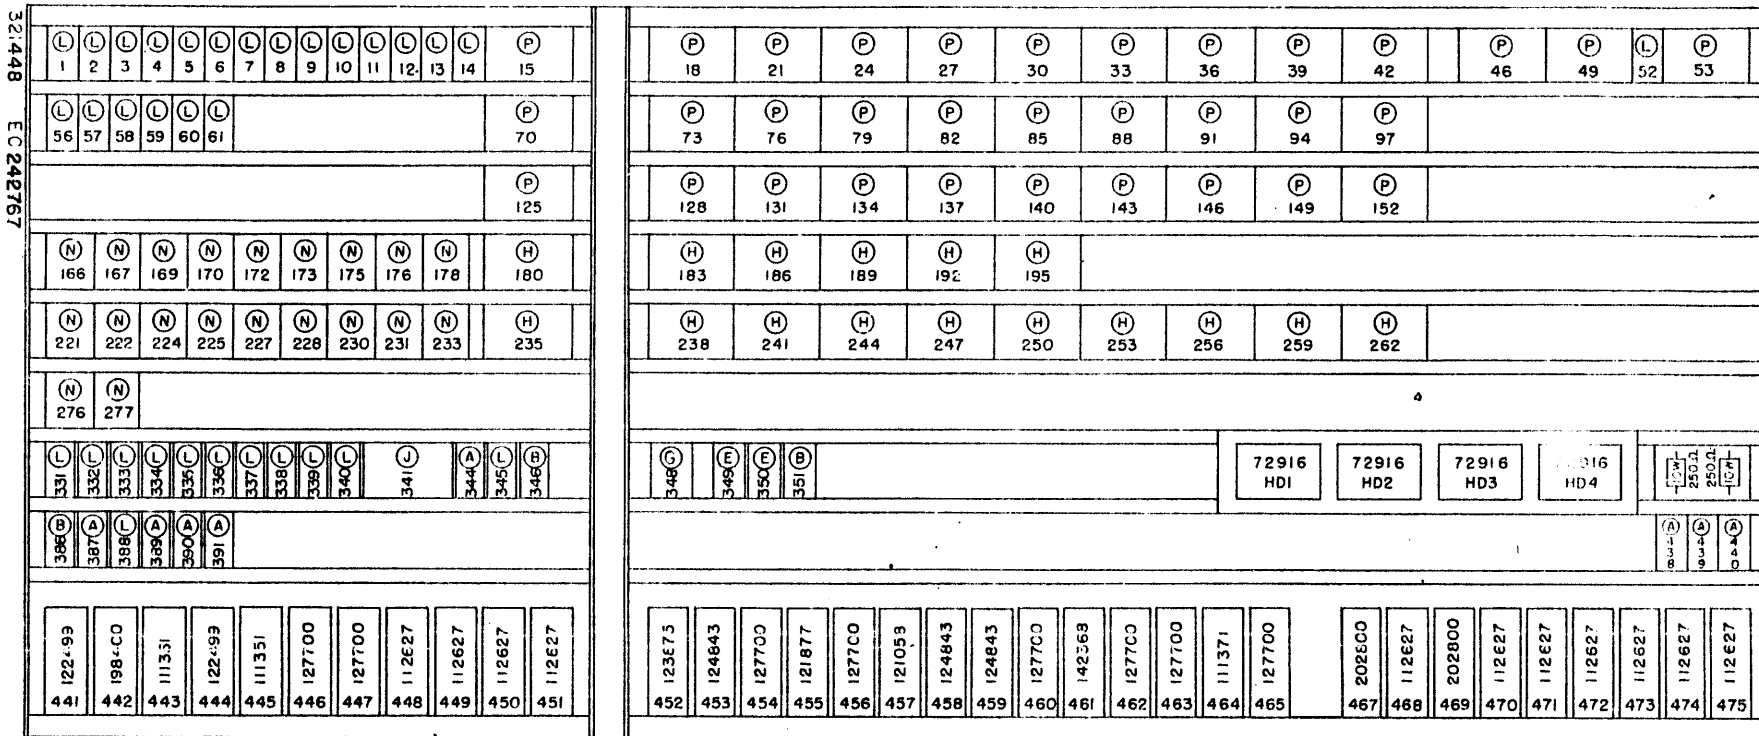 321448 EC 242767
L L L L L L L L L L L L L L P P P P P P P P P P P P L P
1 2 3 4 5 6 7 8 9 10 11 12 13 14 15 18 21 24 27 30 33 36 39 42 46 49 52 53
L L L L L L P P P P P P P P P P
56 57 58 59 60 61 70 73 76 79 82 85 88 91 94 97
P P P P P P P P P P
125 128 131 134 137 140 143 146 149 152
N N N N N N N N N H H H H H H
166 167 169 170 172 173 175 176 178 180 183 186 189 192 195
N N N N N N N N N H H H H H H H H H H
221 222 224 225 227 228 230 231 233 235 238 241 244 247 250 253 256 259 262
N N
276 277
L L L L L L L L L L J A L B G E E B
331 332 333 334 335 336 337 338 339 340 341 344 345 346 348 349 350 351
72916 72916 72916
HD1 HD2 HD3 HD4
10W 250Ω 250Ω 10W
B A L A A A A A A
386 387 388 389 390 391 438 439 440
122499 111351 122499 111351 127700 127700 112627 112627 112627 112627 124843 127700 121877 127700 121059 124843 124843 127700 142368 127700 127700 111371 127700 202800 112627 202800 112627 112627 112627 112627 112627 112627
441 442 443 444 445 446 447 448 449 450 451 452 453 454 455 456 457 458 459 460 461 462 463 464 465 467 468 469 470 471 472 473 474 475